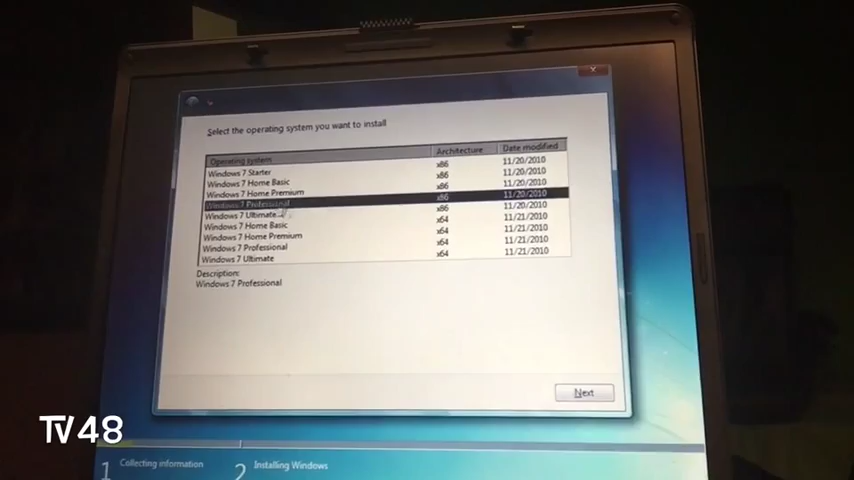 Select the operating system you want to install
Operating system Architecture Date modified
Windows 7 Starter x86 11/20/2010
Windows 7 Home Basic x86 11/20/2010
Windows 7 Home Premium x86 11/20/2010
Windows 7 Professional x86 11/20/2010
Windows 7 Ultimate x86 11/20/2010
Windows 7 Home Basic x64 11/21/2010
Windows 7 Home Premium x64 11/21/2010
Windows 7 Professional x64 11/21/2010
Windows 7 Ultimate x64 11/21/2010
Description:
Windows 7 Professional
Next
TV48
1 Collecting information 2 Installing Windows